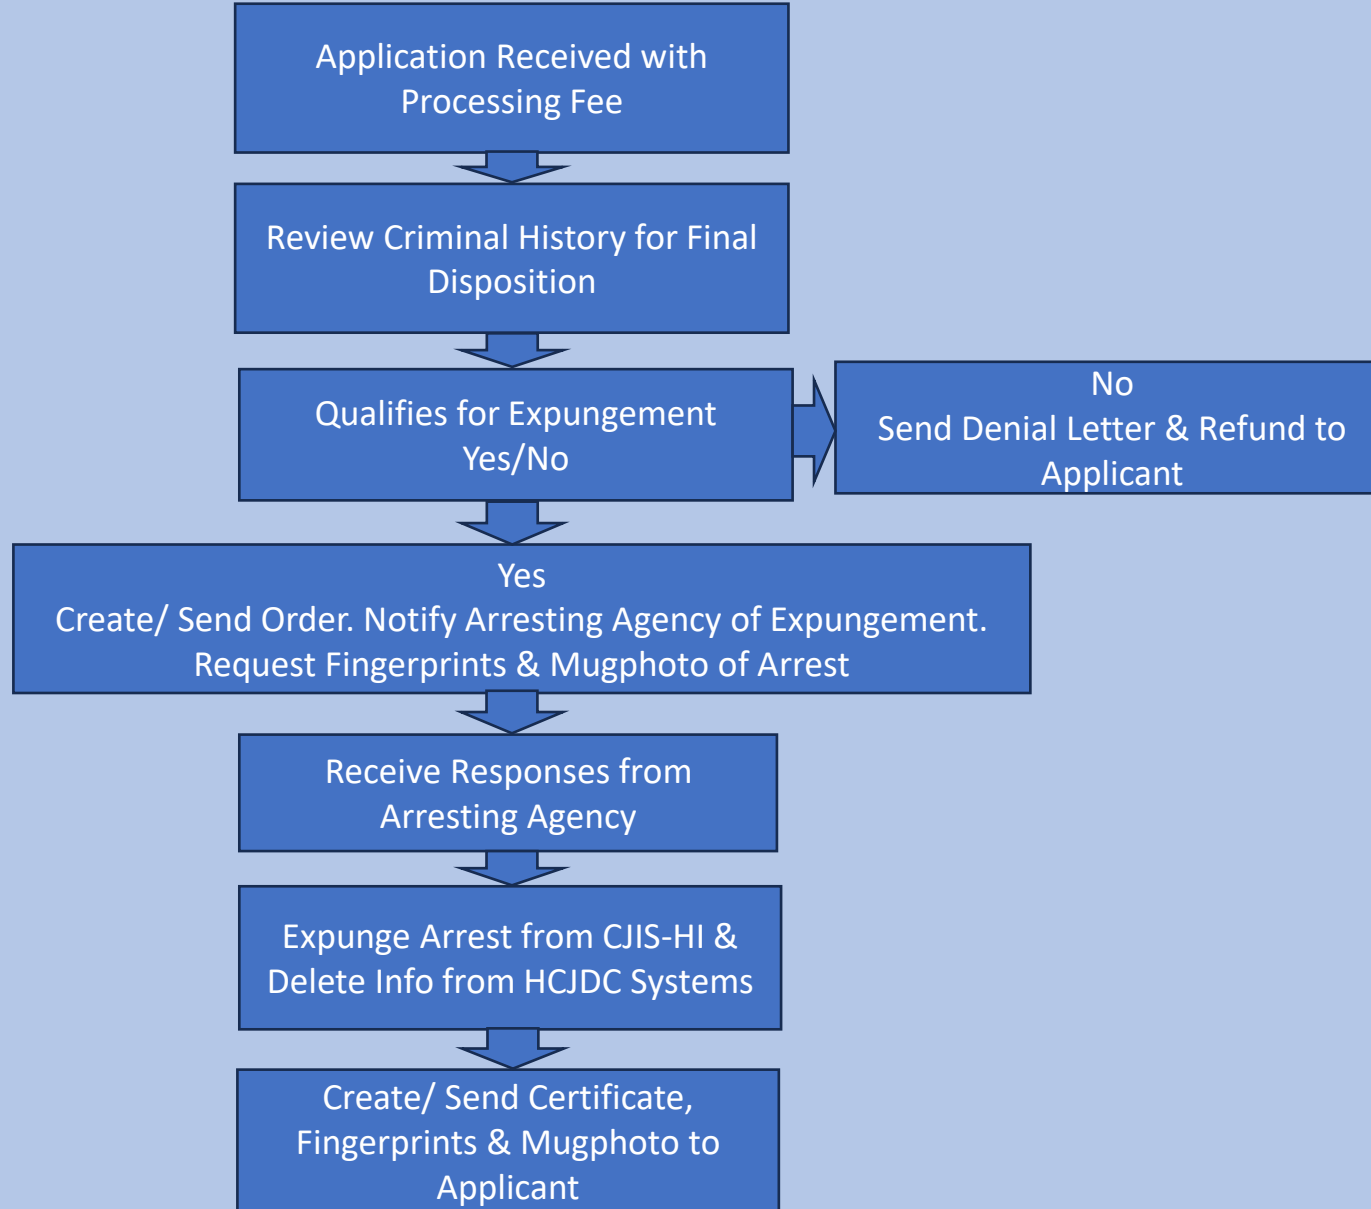 Application Received with
Processing Fee
Review Criminal History for Final
Disposition
Qualifies for Expungement
Yes/No
No
Send Denial Letter & Refund to
Applicant
Yes
Create/ Send Order. Notify Arresting Agency of Expungement.
Request Fingerprints & Mugphoto of Arrest
Receive Responses from
Arresting Agency
Expunge Arrest from CJIS-HI &
Delete Info from HCJDC Systems
Create/ Send Certificate,
Fingerprints & Mugphoto to
Applicant